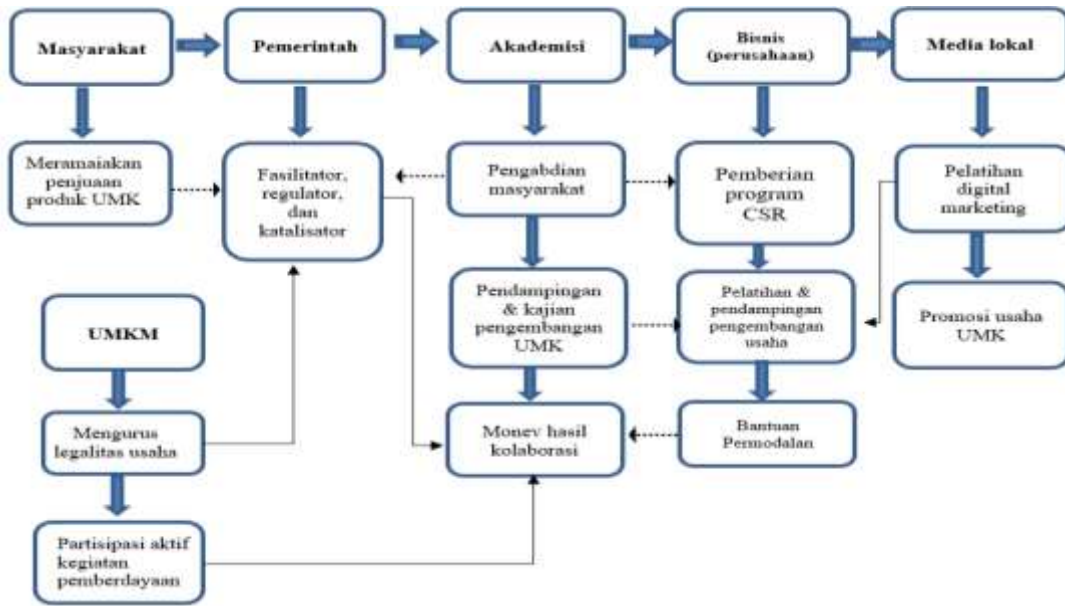 Masyarakat
Pemerintah
Akademisi
Bisnis
(perusahaan)
Media lokal
Meramaiakan
penjuaan
produk UMK
Fasilitator,
regulator,
dan
katalisator
Pengabdian
masyarakat
Pemberian
program
CSR
Pelatihan
digital
marketing
UMKM
Pendampingan
& kajian
pengembangan
UMK
Pelatihan &
pendampingan
pengembangan
usaha
Promosi usaha
UMK
Mengurus
legalitas usaha
Monev hasil
kolaborasi
Bantuan
Permodalan
Partisipasi aktif
kegiatan
pemberdayaan